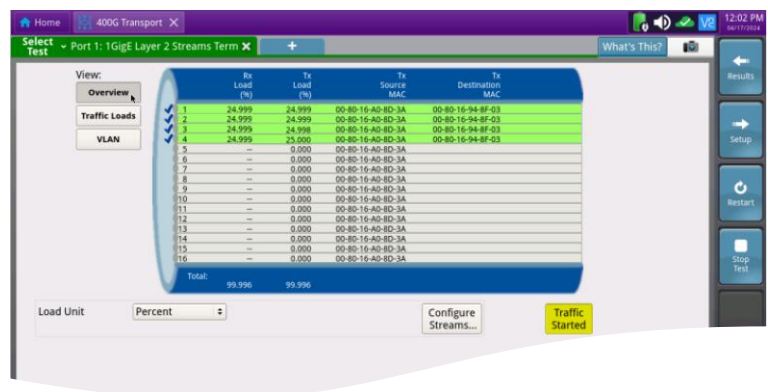 Home
400G Transport
12:02 PM
04/17/2024
Select
Test
Port 1: 1GigE Layer 2 Streams Term
+
What's This?
View:
Overview
Traffic Loads
VLAN
Rx
Load
(%)
Tx
Load
(%)
Tx
Source
MAC
Tx
Destination
MAC
1 24.999 24.999 00-80-16-A0-8D-3A 00-80-16-94-8F-03
2 24.999 24.999 00-80-16-A0-8D-3A 00-80-16-94-8F-03
3 24.999 24.998 00-80-16-A0-8D-3A 00-80-16-94-8F-03
4 24.999 25.000 00-80-16-A0-8D-3A 00-80-16-94-8F-03
5 -- 0.000 00-80-16-A0-8D-3A
6 -- 0.000 00-80-16-A0-8D-3A
7 -- 0.000 00-80-16-A0-8D-3A
8 -- 0.000 00-80-16-A0-8D-3A
9 -- 0.000 00-80-16-A0-8D-3A
10 -- 0.000 00-80-16-A0-8D-3A
11 -- 0.000 00-80-16-A0-8D-3A
12 -- 0.000 00-80-16-A0-8D-3A
13 -- 0.000 00-80-16-A0-8D-3A
14 -- 0.000 00-80-16-A0-8D-3A
15 -- 0.000 00-80-16-A0-8D-3A
16 -- 0.000 00-80-16-A0-8D-3A
Total:
99.996 99.996
Load Unit
Percent
Configure
Streams...
Traffic
Started
Results
Setup
Restart
Stop
Test